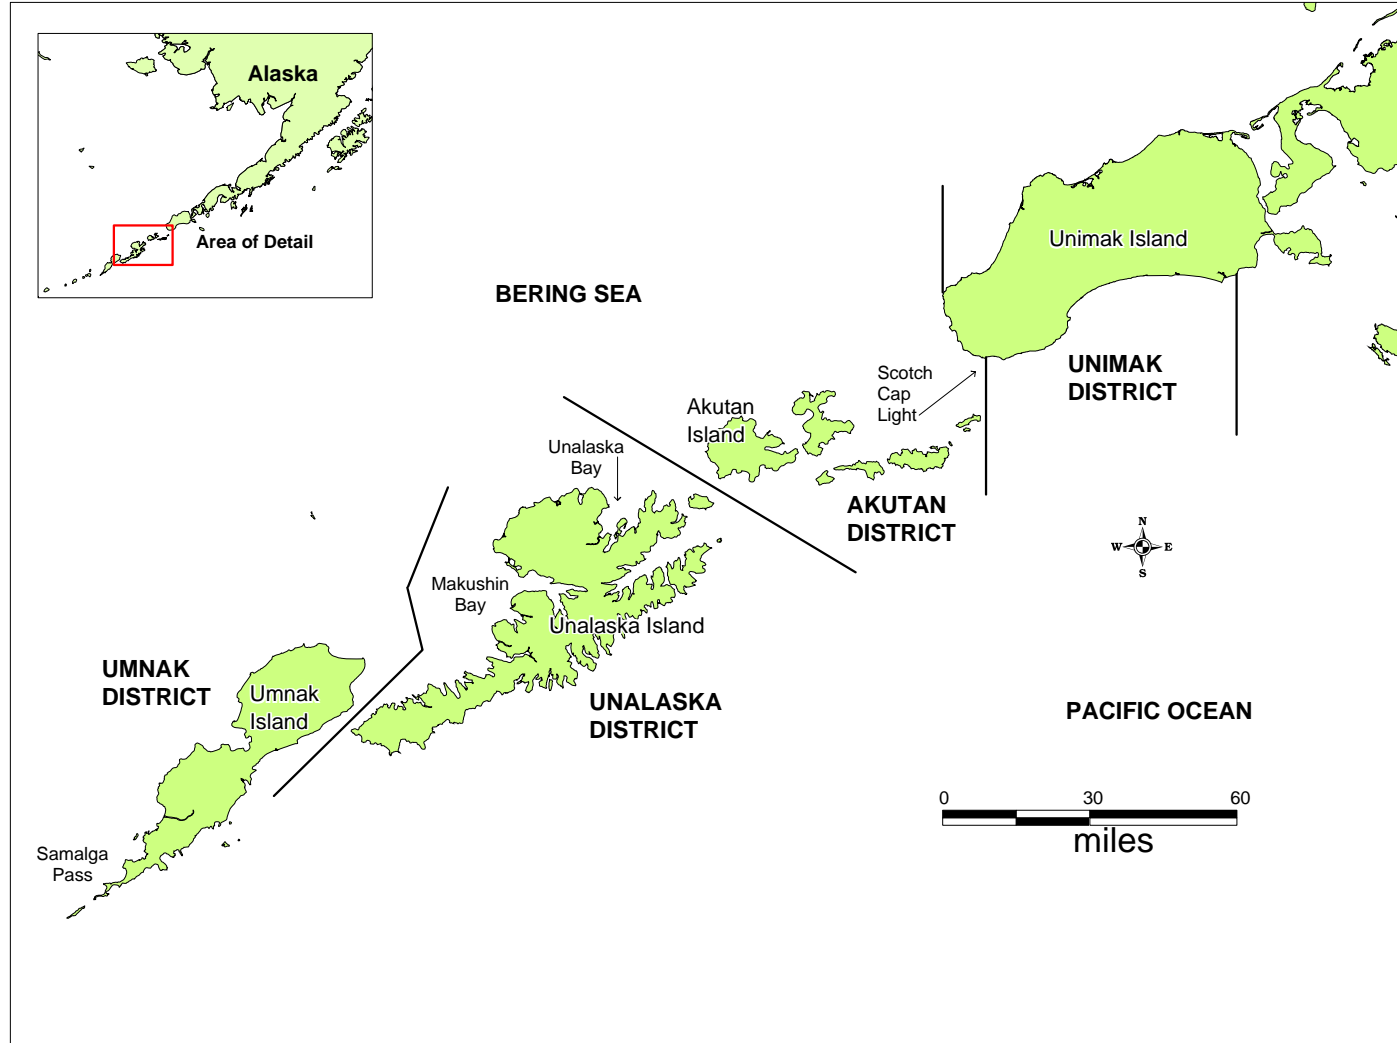 Alaska
Area of Detail
BERING SEA
Unimak Island
UNIMAK
DISTRICT
Scotch
Cap
Light
Akutan
Island
Unalaska
Bay
AKUTAN
DISTRICT
N
W
E
S
Makushin
Bay
Unalaska Island
UMNAK
DISTRICT
Umnak
Island
UNALASKA
DISTRICT
PACIFIC OCEAN
0 30 60
miles
Samalga
Pass